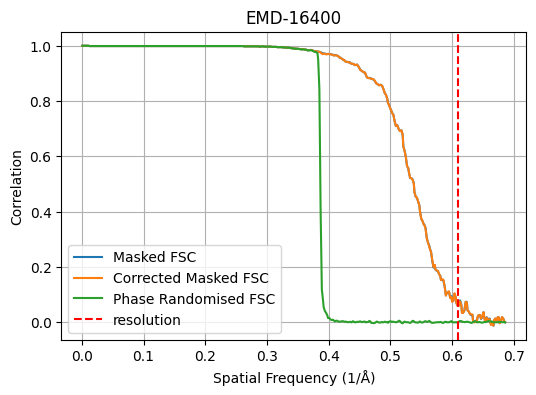 EMD-16400
1.0
0.8
0.6
0.4
0.2
0.0
Correlation
Masked FSC
Corrected Masked FSC
Phase Randomised FSC
resolution
0.0 0.1 0.2 0.3 0.4 0.5 0.6 0.7
Spatial Frequency (1/Å)